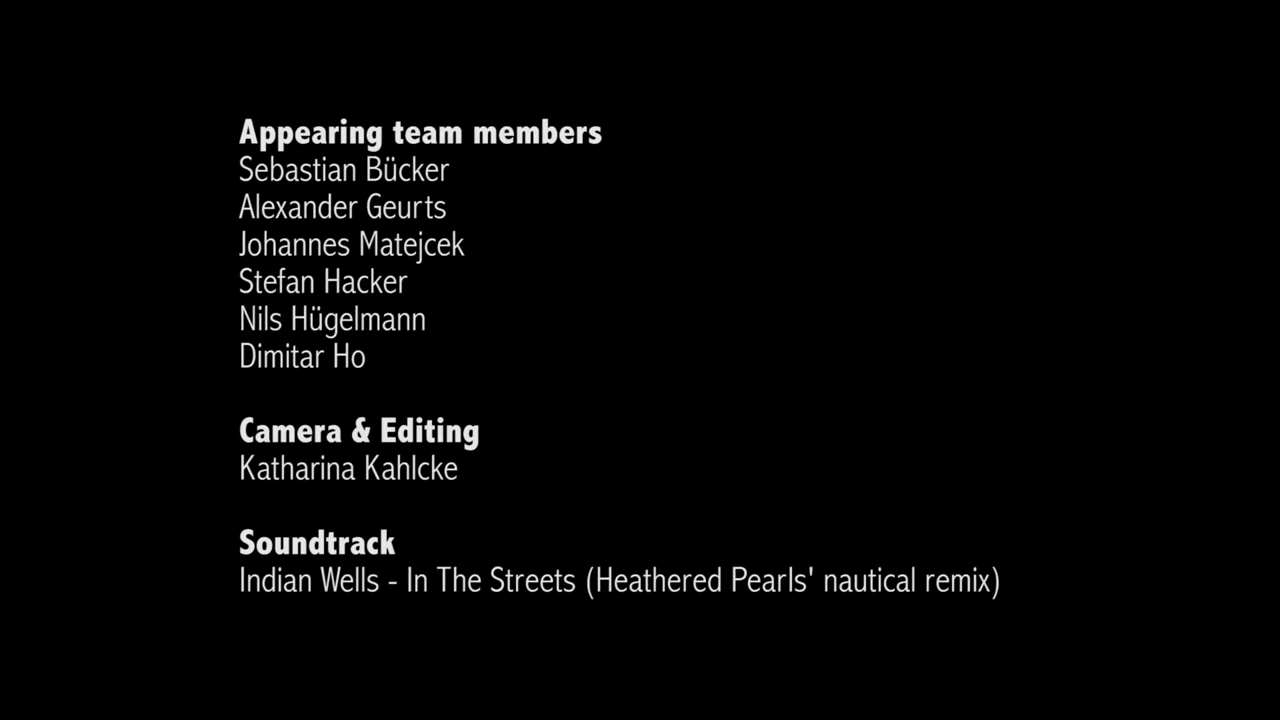 Appearing team members
Sebastian Bücker
Alexander Geurts
Johannes Matejcek
Stefan Hacker
Nils Hügelmann
Dimitar Ho
Camera & Editing
Katharina Kahlcke
Soundtrack
Indian Wells - In The Streets (Heathered Pearls' nautical remix)